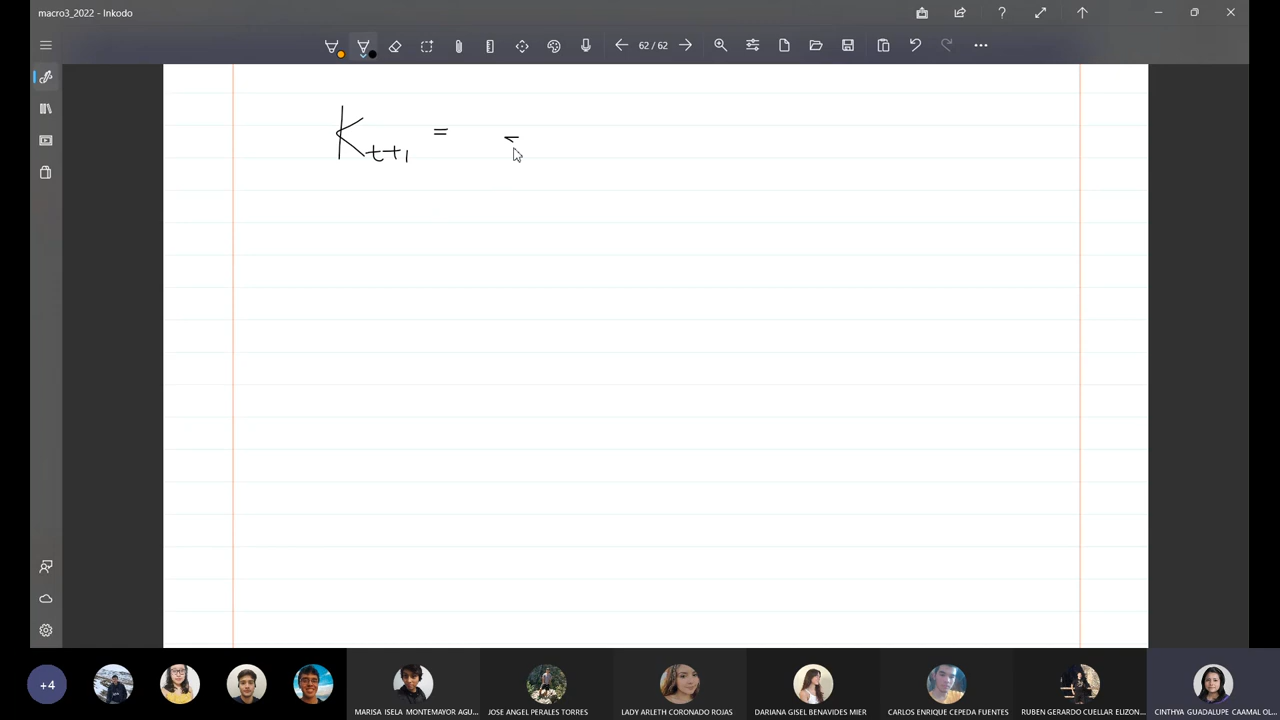 macro3_2022 - Inkodo
62 / 62
K_{t+1} =
+4
MARISA ISELA MONTEMAYOR AGU...
JOSE ANGEL PERALES TORRES
LADY ARLETH CORONADO ROJAS
DARIANA GISEL BENAVIDES MIER
CARLOS ENRIQUE CEPEDA FUENTES
RUBEN GERARDO CUELLAR ELIZON...
CINTHYA GUADALUPE CAAMAL OL...